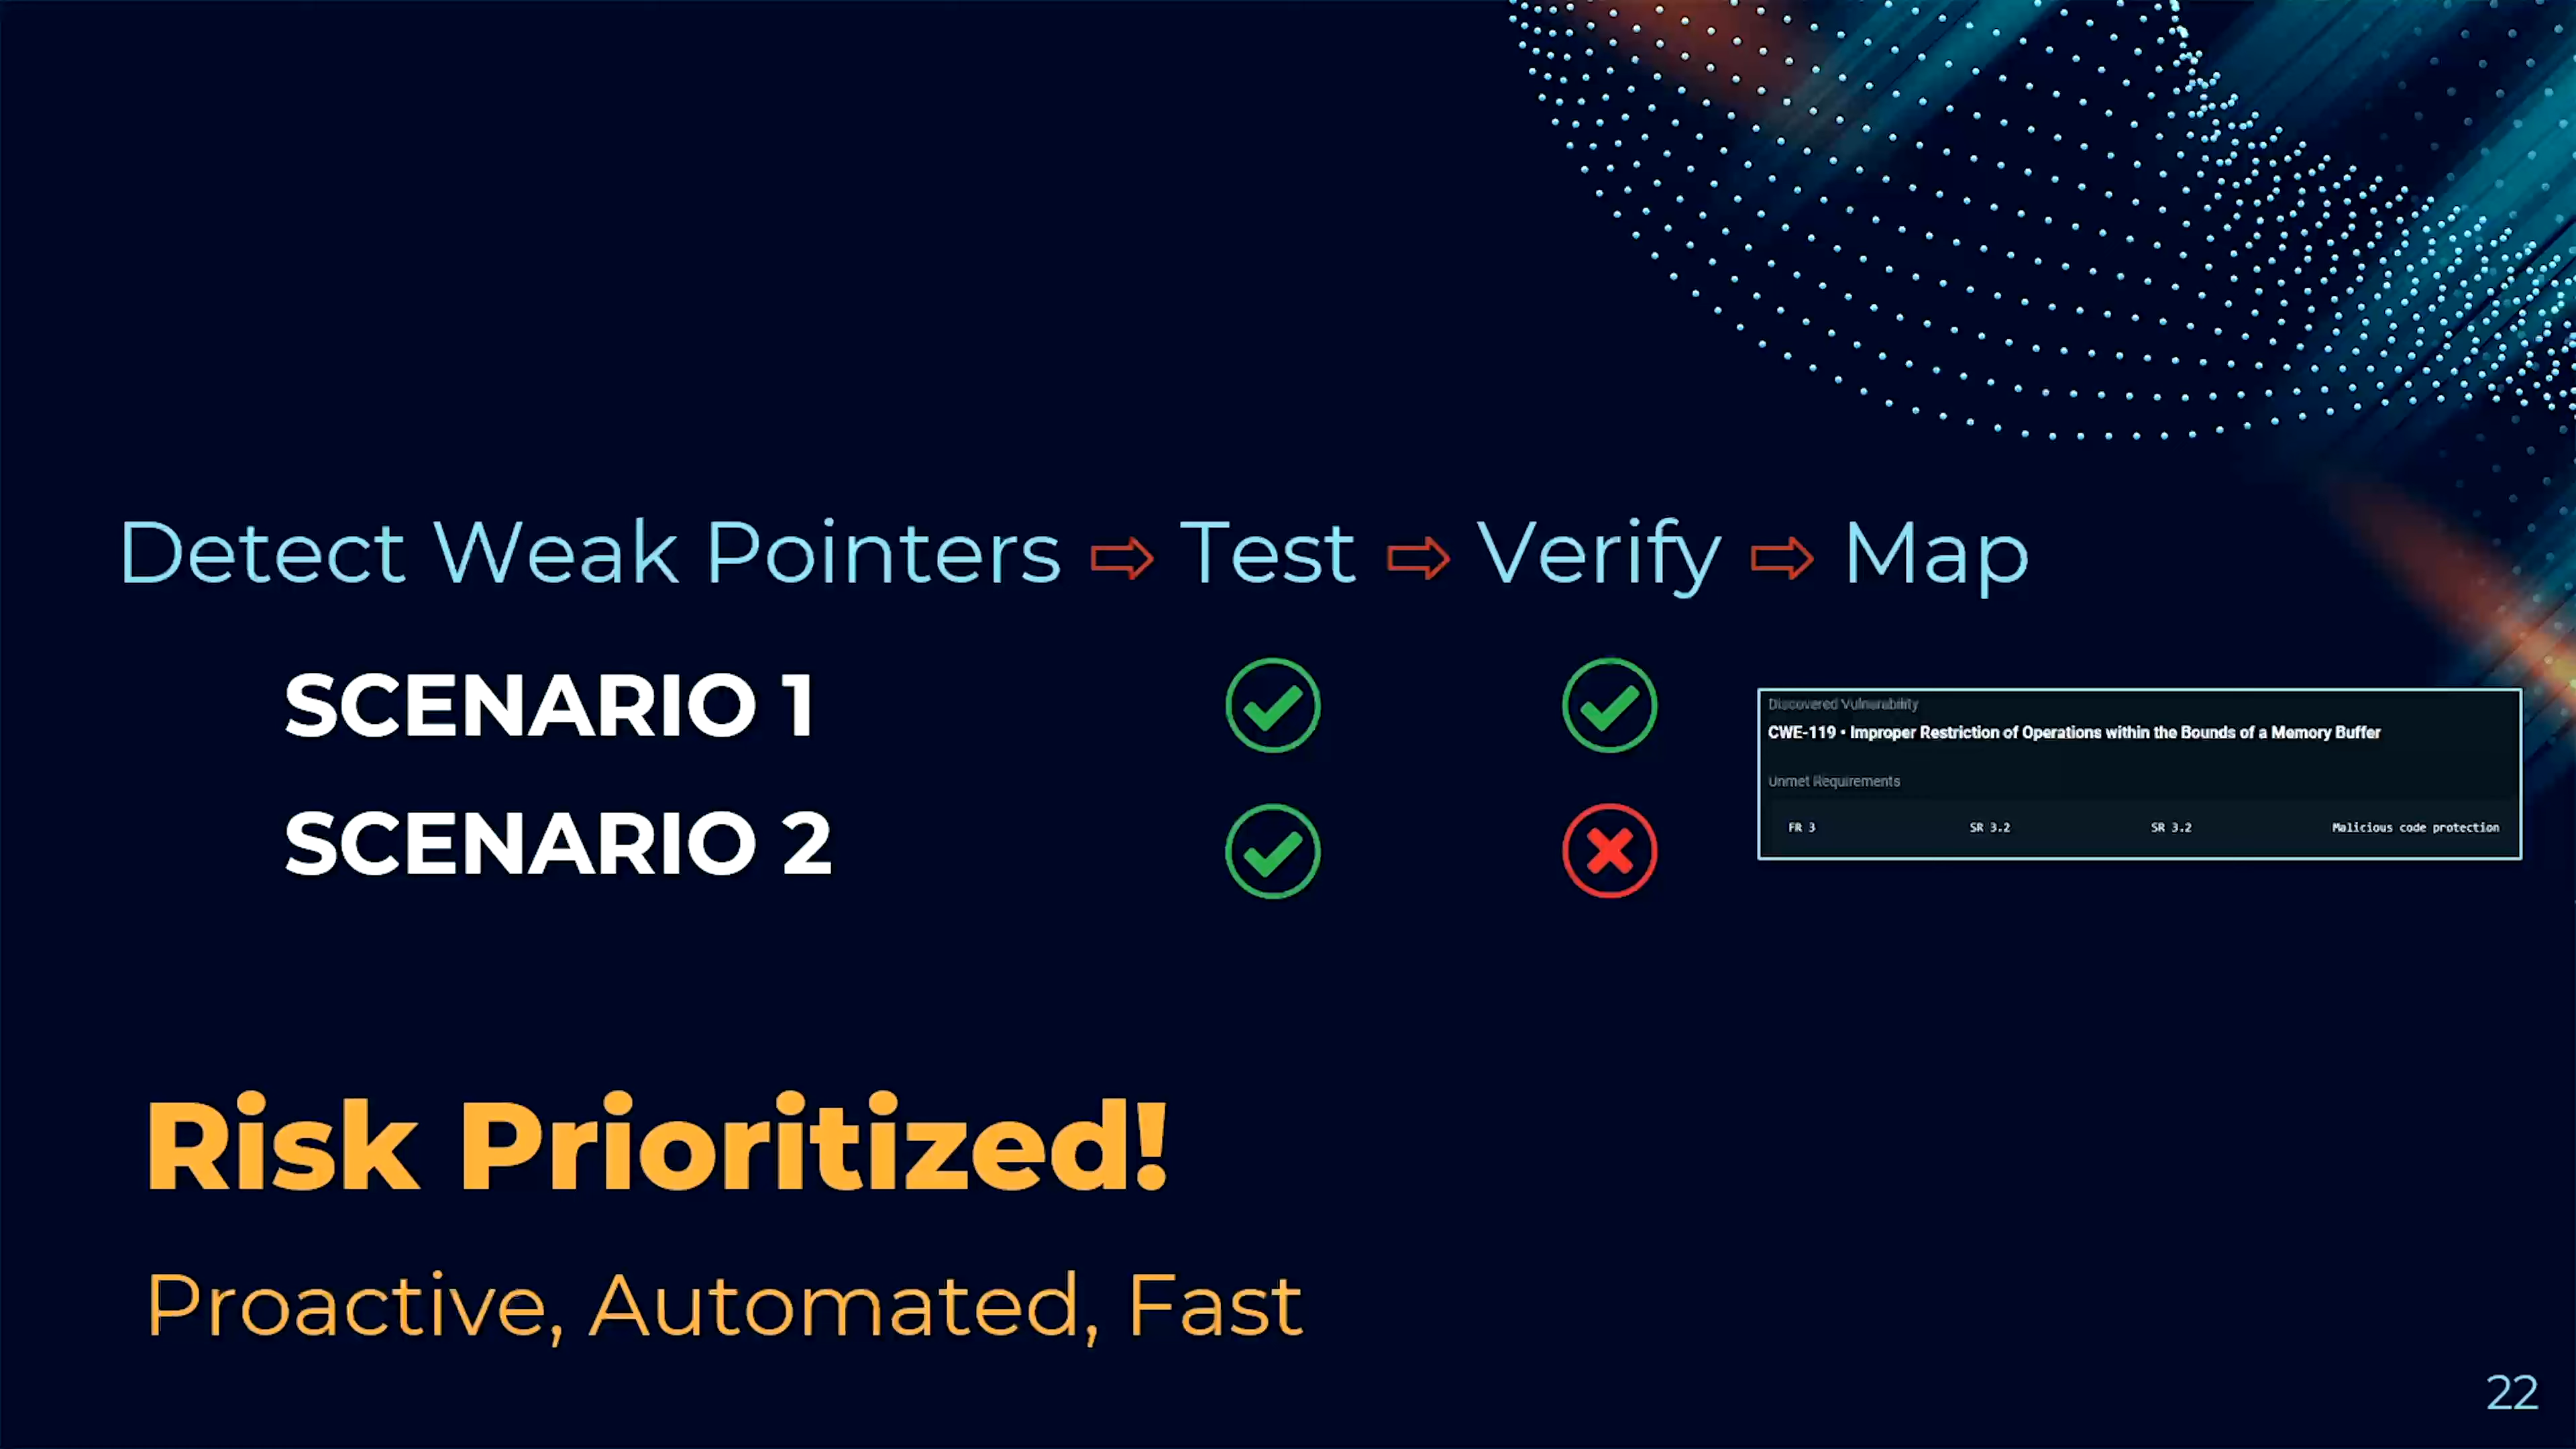 Detect Weak Pointers ⇨ Test ⇨ Verify ⇨ Map
SCENARIO 1
Discovered Vulnerability
CWE-119 • Improper Restriction of Operations within the Bounds of a Memory Buffer
Unmet Requirements
FR 3 SR 3.2 SR 3.2 Malicious code protection
SCENARIO 2
Risk Prioritized!
Proactive, Automated, Fast
22